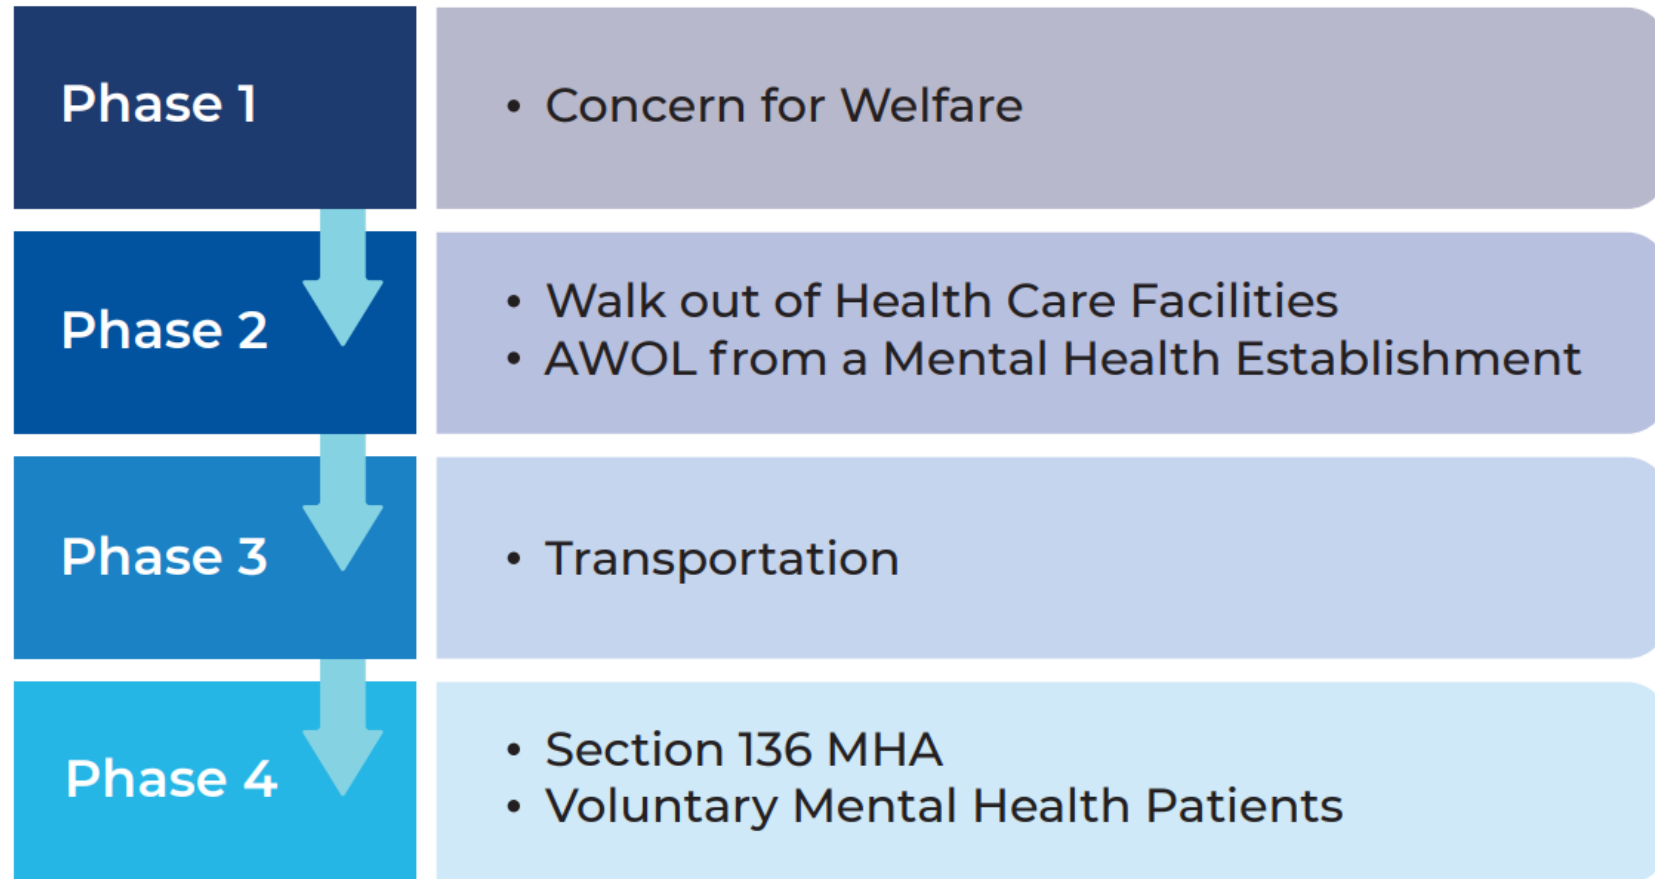 Phase 1
• Concern for Welfare
Phase 2
• Walk out of Health Care Facilities
• AWOL from a Mental Health Establishment
Phase 3
• Transportation
Phase 4
• Section 136 MHA
• Voluntary Mental Health Patients